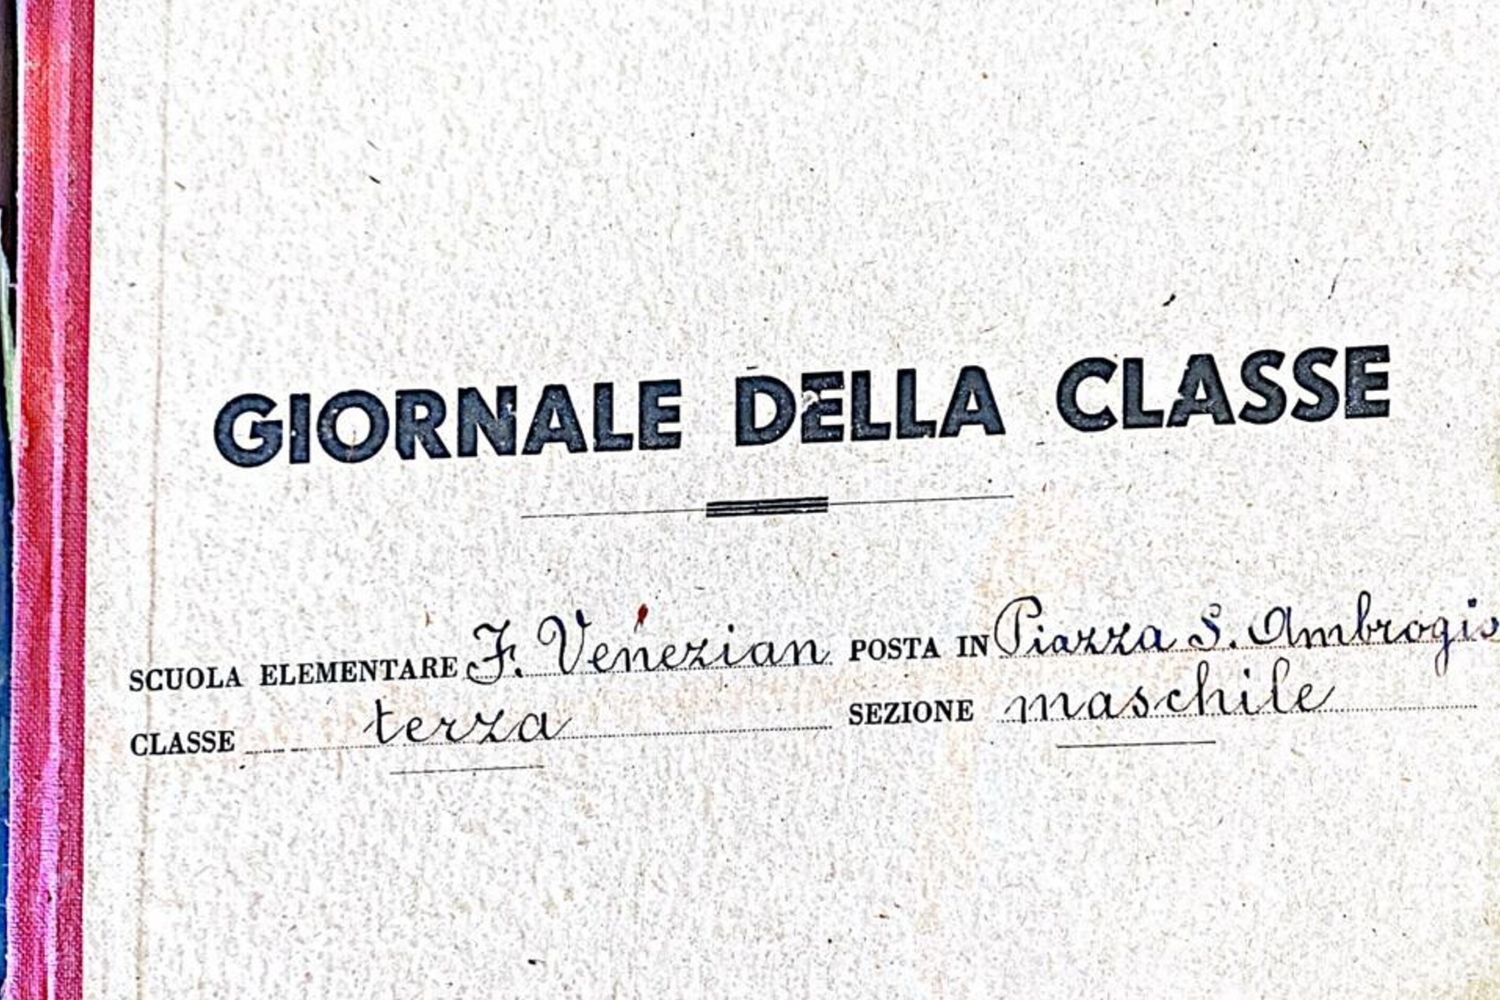 GIORNALE DELLA CLASSE
SCUOLA ELEMENTARE F. Venezian POSTA IN Piazza S. Ambrogio
CLASSE terza SEZIONE maschile